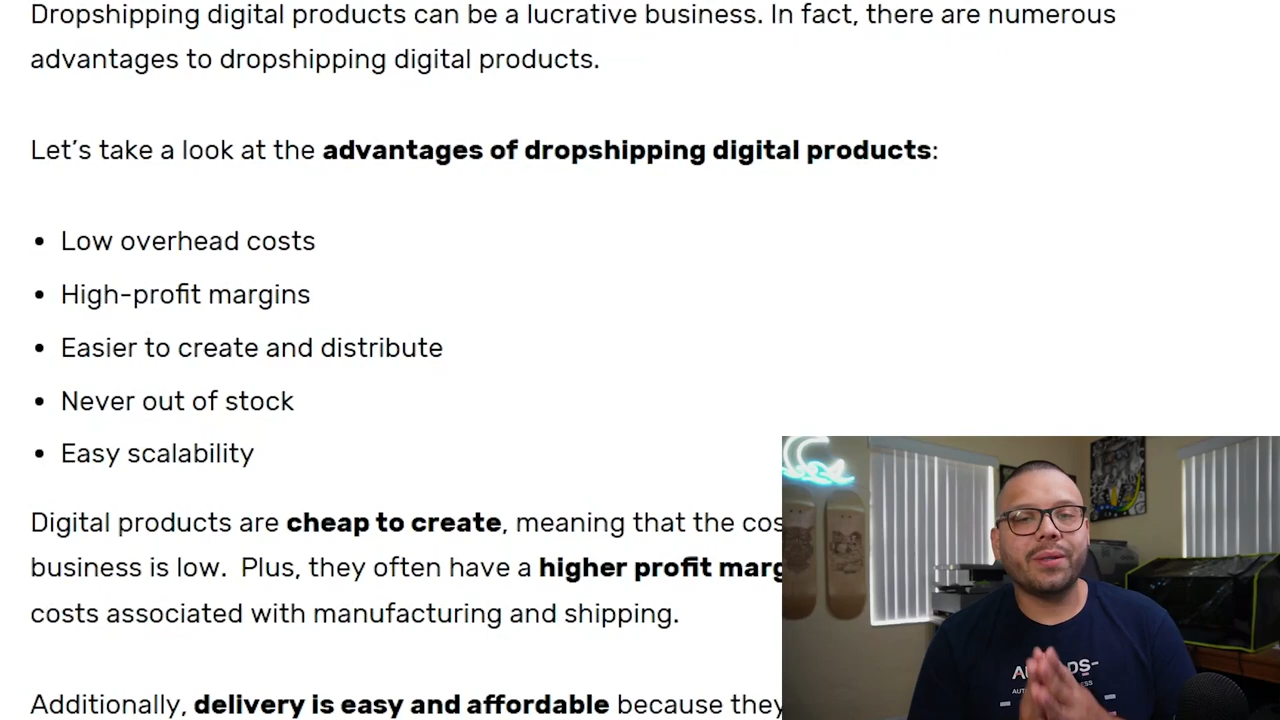 Dropshipping digital products can be a lucrative business. In fact, there are numerous
advantages to dropshipping digital products.
Let’s take a look at the advantages of dropshipping digital products:
• Low overhead costs
• High-profit margins
• Easier to create and distribute
• Never out of stock
• Easy scalability
Digital products are cheap to create, meaning that the cos
business is low. Plus, they often have a higher profit marg
costs associated with manufacturing and shipping.
Additionally, delivery is easy and affordable because they